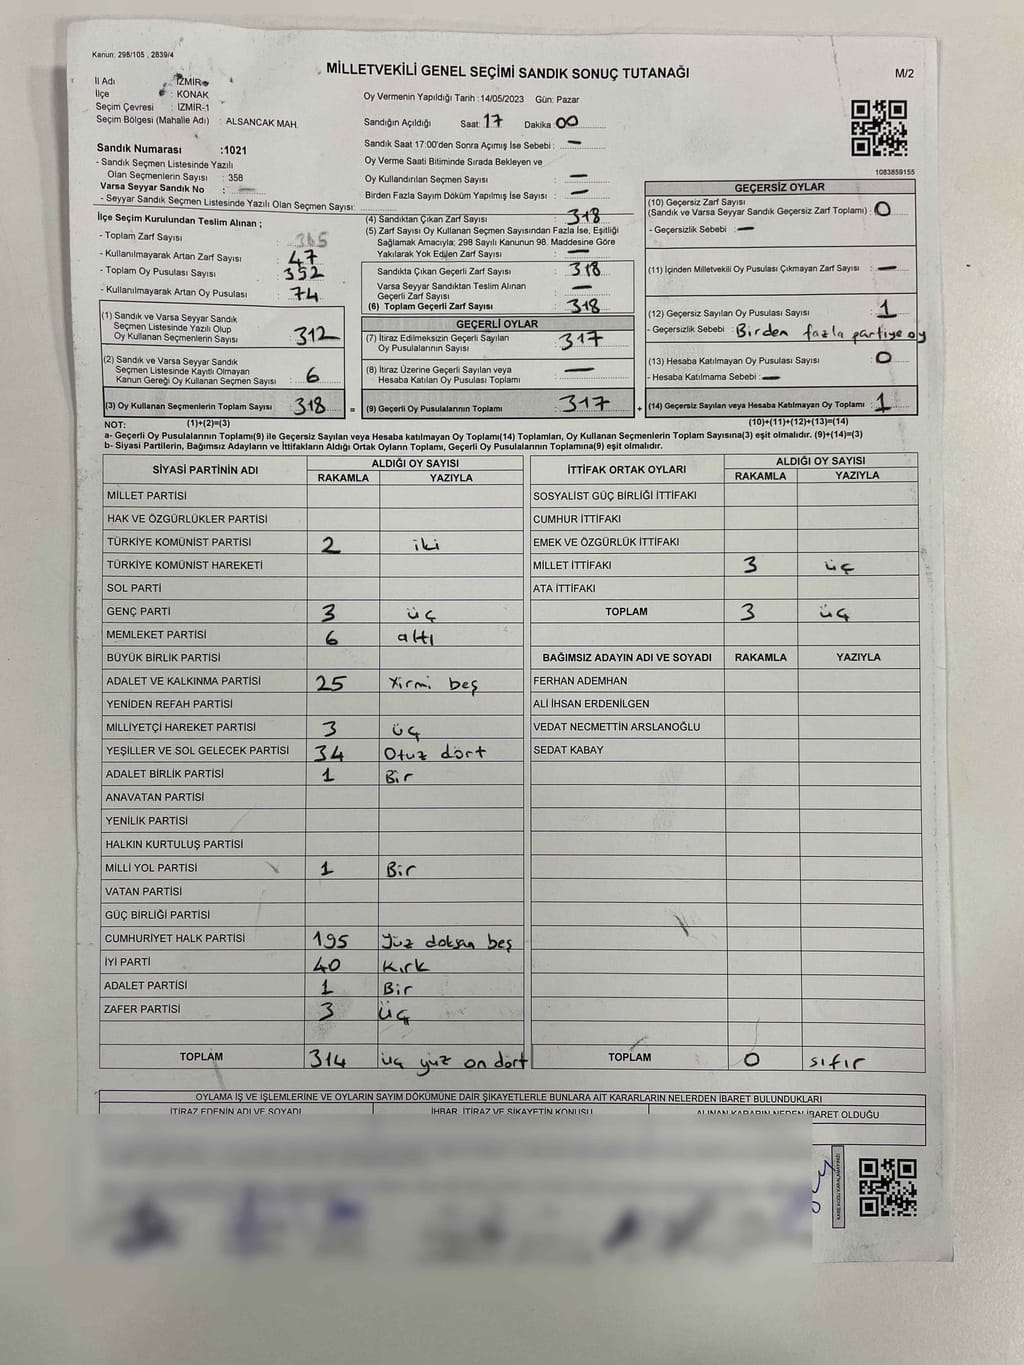 Kanun: 298/105 , 2839/4
MİLLETVEKİLİ GENEL SEÇİMİ SANDIK SONUÇ TUTANAĞI
M/2
İl Adı : İZMİR
İlçe : KONAK
Seçim Çevresi : İZMİR-1
Seçim Bölgesi (Mahalle Adı) : ALSANCAK MAH.
Oy Vermenin Yapıldığı Tarih :14/05/2023 Gün: Pazar
Sandığın Açıldığı Saat: 17 Dakika: 00
Sandık Saat 17:00'den Sonra Açımış İse Sebebi : —
Oy Verme Saati Bitiminde Sırada Bekleyen ve
Oy Kullandırılan Seçmen Sayısı : —
Birden Fazla Sayım Döküm Yapılmış İse Sayısı : —
1083859155
Sandık Numarası :1021
- Sandık Seçmen Listesinde Yazılı
Olan Seçmenlerin Sayısı : 358
Varsa Seyyar Sandık No : —
- Seyyar Sandık Seçmen Listesinde Yazılı Olan Seçmen Sayısı:
İlçe Seçim Kurulundan Teslim Alınan ;
- Toplam Zarf Sayısı : 365
- Kullanılmayarak Artan Zarf Sayısı : 47
- Toplam Oy Pusulası Sayısı : 392
- Kullanılmayarak Artan Oy Pusulası : 74
(1) Sandık ve Varsa Seyyar Sandık
Seçmen Listesinde Yazılı Olup
Oy Kullanan Seçmenlerin Sayısı : 312
(2) Sandık ve Varsa Seyyar Sandık
Seçmen Listesinde Kayıtlı Olmayan
Kanun Gereği Oy Kullanan Seçmen Sayısı : 6
(3) Oy Kullanan Seçmenlerin Toplam Sayısı : 318 =
(4) Sandıktan Çıkan Zarf Sayısı : 318
(5) Zarf Sayısı Oy Kullanan Seçmen Sayısından Fazla İse, Eşitliği
Sağlamak Amacıyla; 298 Sayılı Kanunun 98. Maddesine Göre
Yakılarak Yok Edilen Zarf Sayısı : —
Sandıkta Çıkan Geçerli Zarf Sayısı : 318
Varsa Seyyar Sandıktan Teslim Alınan
Geçerli Zarf Sayısı : —
(6) Toplam Geçerli Zarf Sayısı : 318
GEÇERLİ OYLAR
(7) İtiraz Edilmeksizin Geçerli Sayılan
Oy Pusulalarının Sayısı : 317
(8) İtiraz Üzerine Geçerli Sayılan veya
Hesaba Katılan Oy Pusulası Toplamı : —
(9) Geçerli Oy Pusulalarının Toplamı : 317 +
GEÇERSİZ OYLAR
(10) Geçersiz Zarf Sayısı
(Sandık ve Varsa Seyyar Sandık Geçersiz Zarf Toplamı) : 0
- Geçersizlik Sebebi : —
(11) İçinden Milletvekili Oy Pusulası Çıkmayan Zarf Sayısı : —
(12) Geçersiz Sayılan Oy Pusulası Sayısı : 1
- Geçersizlik Sebebi : Birden fazla partiye oy
(13) Hesaba Katılmayan Oy Pusulası Sayısı : 0
- Hesaba Katılmama Sebebi : —
(14) Geçersiz Sayılan veya Hesaba Katılmayan Oy Toplamı : 1
NOT: (1)+(2)=(3) (10)+(11)+(12)+(13)=(14)
a- Geçerli Oy Pusulalarının Toplamı(9) ile Geçersiz Sayılan veya Hesaba katılmayan Oy Toplamı(14) Toplamları, Oy Kullanan Seçmenlerin Toplam Sayısına(3) eşit olmalıdır. (9)+(14)=(3)
b- Siyasi Partilerin, Bağımsız Adayların ve İttifakların Aldığı Ortak Oyların Toplamı, Geçerli Oy Pusulalarının Toplamına(9) eşit olmalıdır.
SİYASİ PARTİNİN ADI ALDIĞI OY SAYISI
RAKAMLA YAZIYLA
MİLLET PARTİSİ
HAK VE ÖZGÜRLÜKLER PARTİSİ
TÜRKİYE KOMÜNİST PARTİSİ 2 iki
TÜRKİYE KOMÜNİST HAREKETİ
SOL PARTİ
GENÇ PARTİ 3 üç
MEMLEKET PARTİSİ 6 altı
BÜYÜK BİRLİK PARTİSİ
ADALET VE KALKINMA PARTİSİ 25 Yirmi beş
YENİDEN REFAH PARTİSİ
MİLLİYETÇİ HAREKET PARTİSİ 3 üç
YEŞİLLER VE SOL GELECEK PARTİSİ 34 Otuz dört
ADALET BİRLİK PARTİSİ 1 Bir
ANAVATAN PARTİSİ
YENİLİK PARTİSİ
HALKIN KURTULUŞ PARTİSİ
MİLLİ YOL PARTİSİ 1 Bir
VATAN PARTİSİ
GÜÇ BİRLİĞİ PARTİSİ
CUMHURİYET HALK PARTİSİ 195 Yüz doksan beş
İYİ PARTİ 40 Kırk
ADALET PARTİSİ 1 Bir
ZAFER PARTİSİ 3 Üç
TOPLAM 314 üç yüz on dört
İTTİFAK ORTAK OYLARI ALDIĞI OY SAYISI
RAKAMLA YAZIYLA
SOSYALİST GÜÇ BİRLİĞİ İTTİFAKI
CUMHUR İTTİFAKI
EMEK VE ÖZGÜRLÜK İTTİFAKI
MİLLET İTTİFAKI 3 üç
ATA İTTİFAKI
TOPLAM 3 üç
BAĞIMSIZ ADAYIN ADI VE SOYADI RAKAMLA YAZIYLA
FERHAN ADEMHAN
ALİ İHSAN ERDENİLGEN
VEDAT NECMETTİN ARSLANOĞLU
SEDAT KABAY
TOPLAM 0 sıfır
OYLAMA İŞ VE İŞLEMLERİNE VE OYLARIN SAYIM DÖKÜMÜNE DAİR ŞİKAYETLERLE BUNLARA AİT KARARLARIN NELERDEN İBARET BULUNDUKLARI
İTİRAZ EDENİN ADI VE SOYADI İHBAR, İTİRAZ VE ŞİKAYETİN KONUSU ALINAN KARARIN NEDEN İBARET OLDUĞU